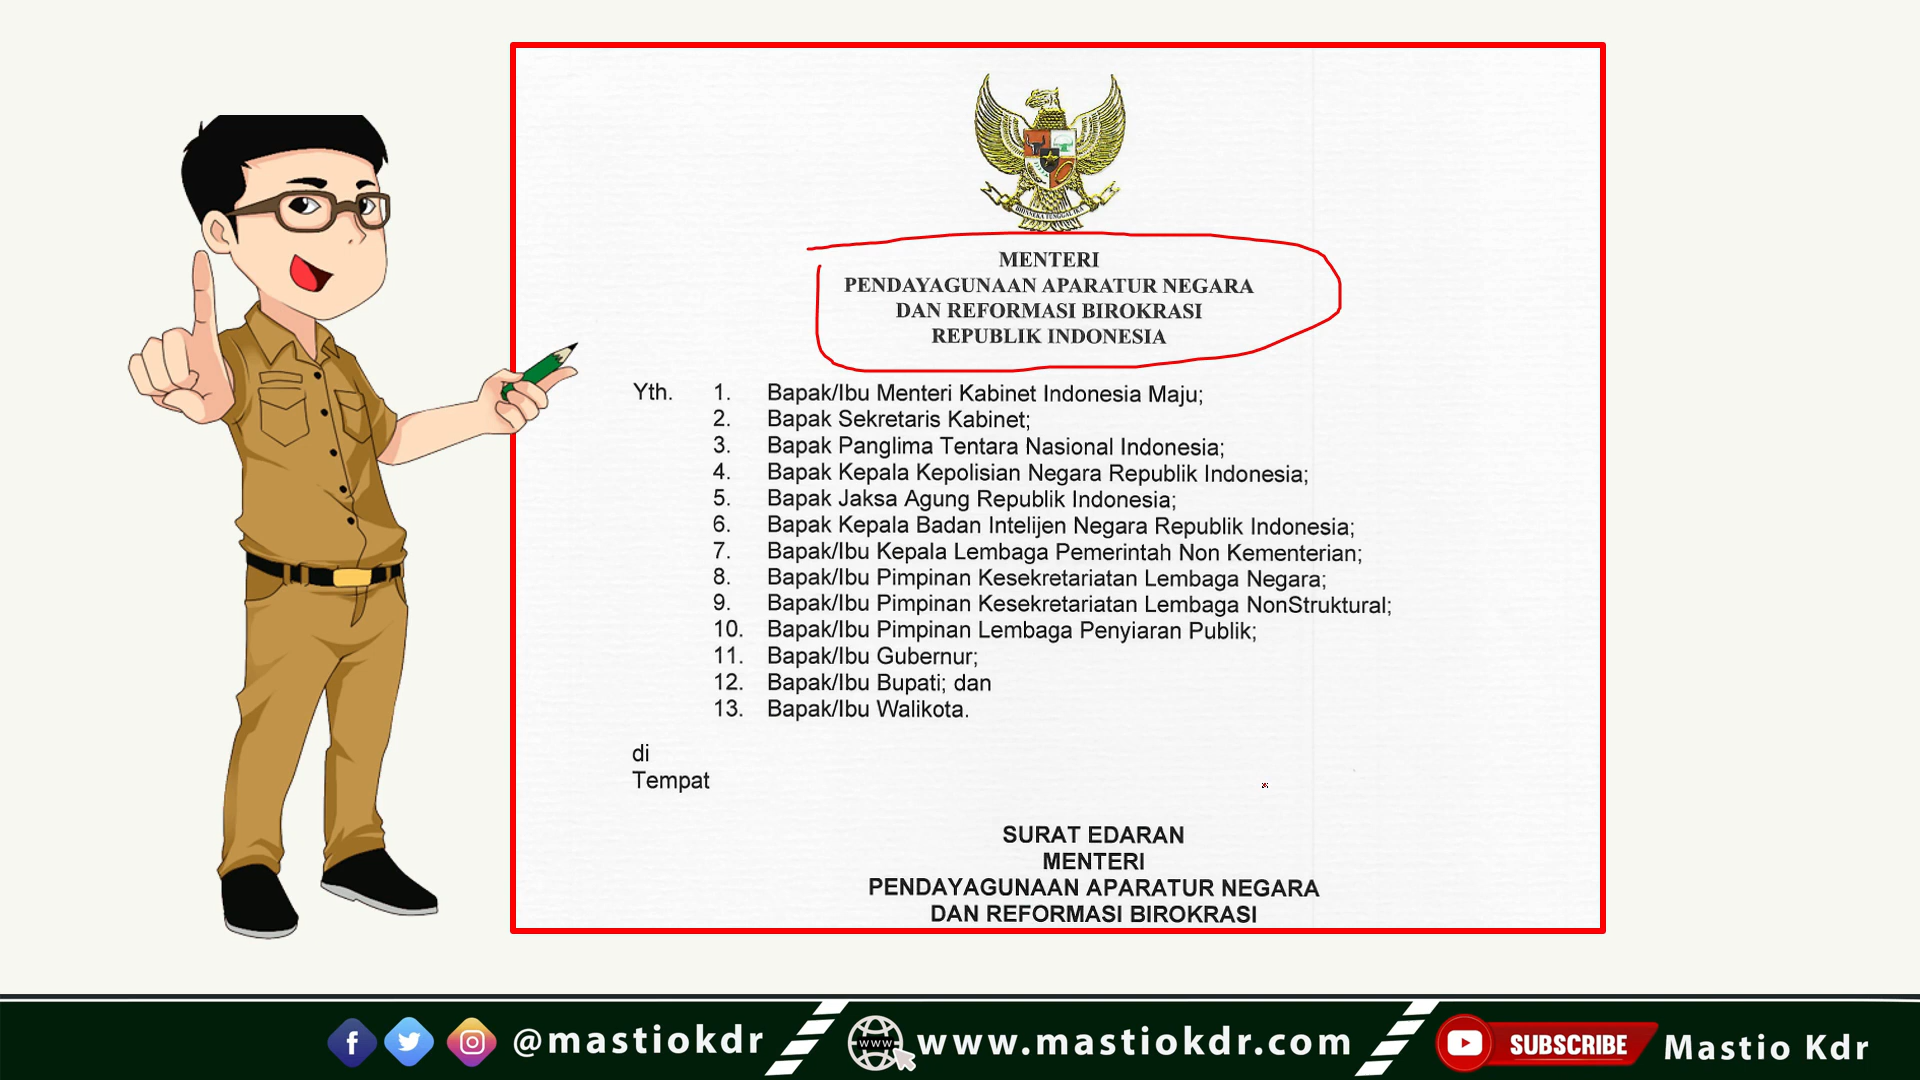 BHINNEKA TUNGGAL IKA
MENTERI
PENDAYAGUNAAN APARATUR NEGARA
DAN REFORMASI BIROKRASI
REPUBLIK INDONESIA
Yth. 1. Bapak/Ibu Menteri Kabinet Indonesia Maju;
2. Bapak Sekretaris Kabinet;
3. Bapak Panglima Tentara Nasional Indonesia;
4. Bapak Kepala Kepolisian Negara Republik Indonesia;
5. Bapak Jaksa Agung Republik Indonesia;
6. Bapak Kepala Badan Intelijen Negara Republik Indonesia;
7. Bapak/Ibu Kepala Lembaga Pemerintah Non Kementerian;
8. Bapak/Ibu Pimpinan Kesekretariatan Lembaga Negara;
9. Bapak/Ibu Pimpinan Kesekretariatan Lembaga NonStruktural;
10. Bapak/Ibu Pimpinan Lembaga Penyiaran Publik;
11. Bapak/Ibu Gubernur;
12. Bapak/Ibu Bupati; dan
13. Bapak/Ibu Walikota.
di
Tempat
SURAT EDARAN
MENTERI
PENDAYAGUNAAN APARATUR NEGARA
DAN REFORMASI BIROKRASI
@mastiokdr WWW www.mastiokdr.com SUBSCRIBE Mastio Kdr